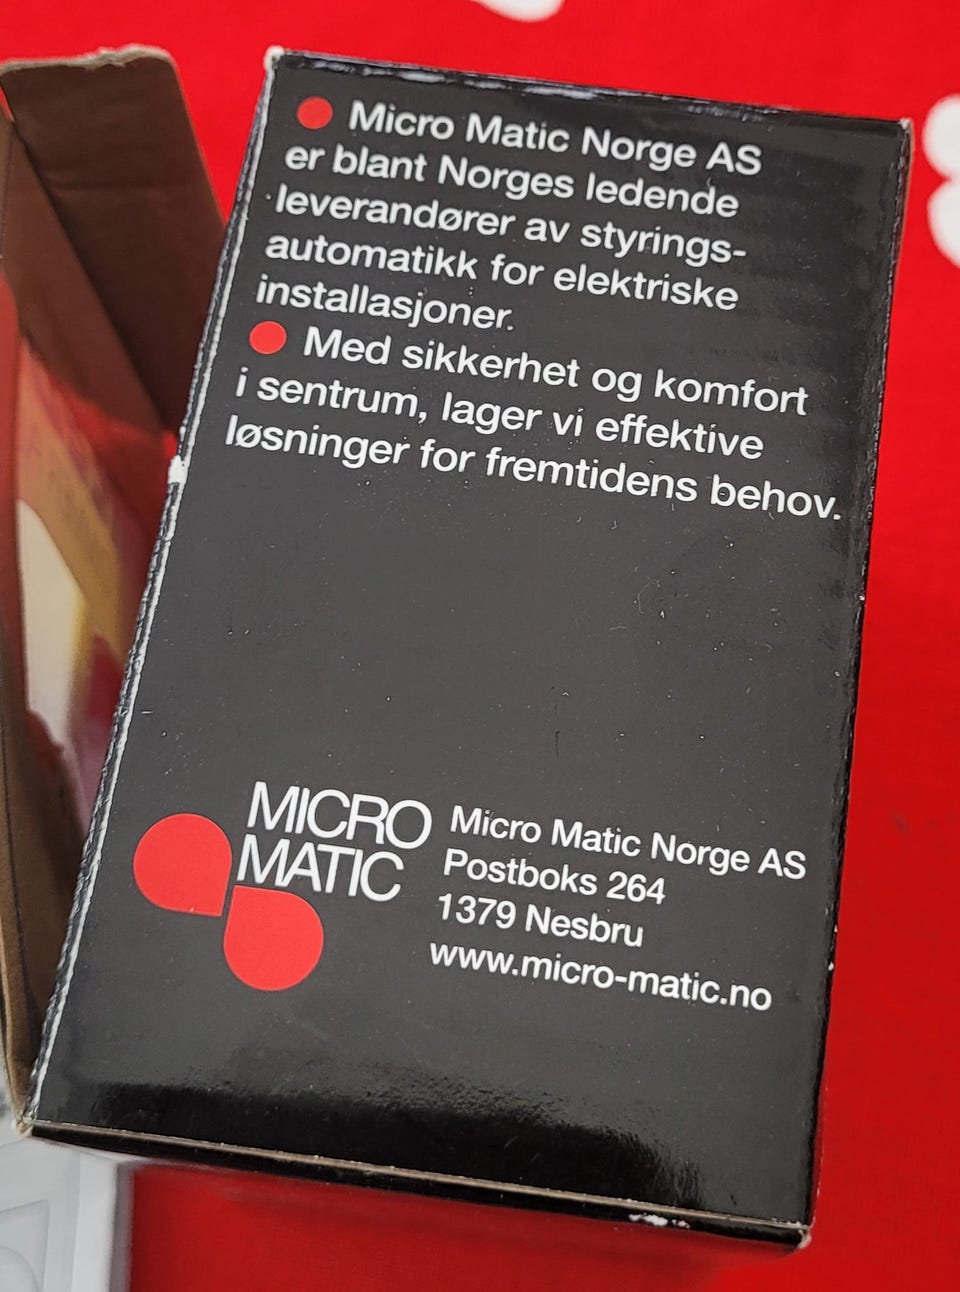 Micro Matic Norge AS
er blant Norges ledende
leverandører av styrings-
automatikk for elektriske
installasjoner.
Med sikkerhet og komfort
i sentrum, lager vi effektive
løsninger for fremtidens behov.
MICRO
MATIC
Micro Matic Norge AS
Postboks 264
1379 Nesbru
www.micro-matic.no